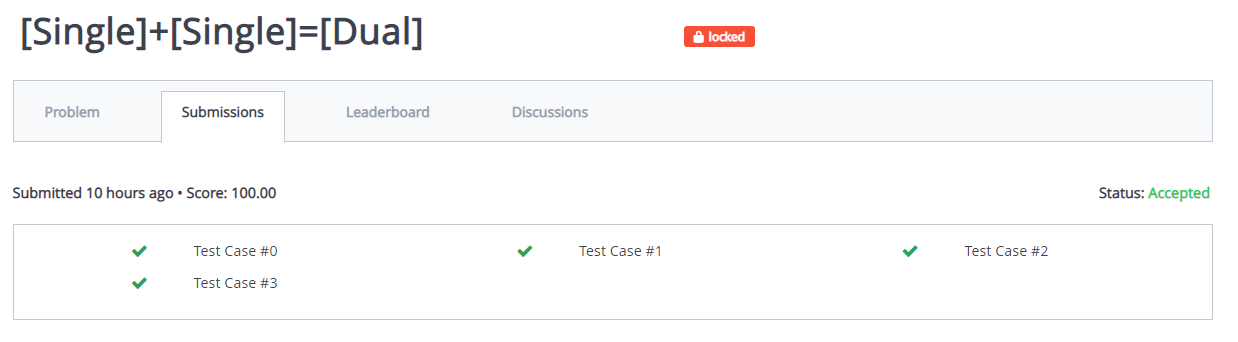 [Single]+[Single]=[Dual]
locked
Problem Submissions Leaderboard Discussions
Submitted 10 hours ago • Score: 100.00 Status: Accepted
Test Case #0 Test Case #1 Test Case #2
Test Case #3